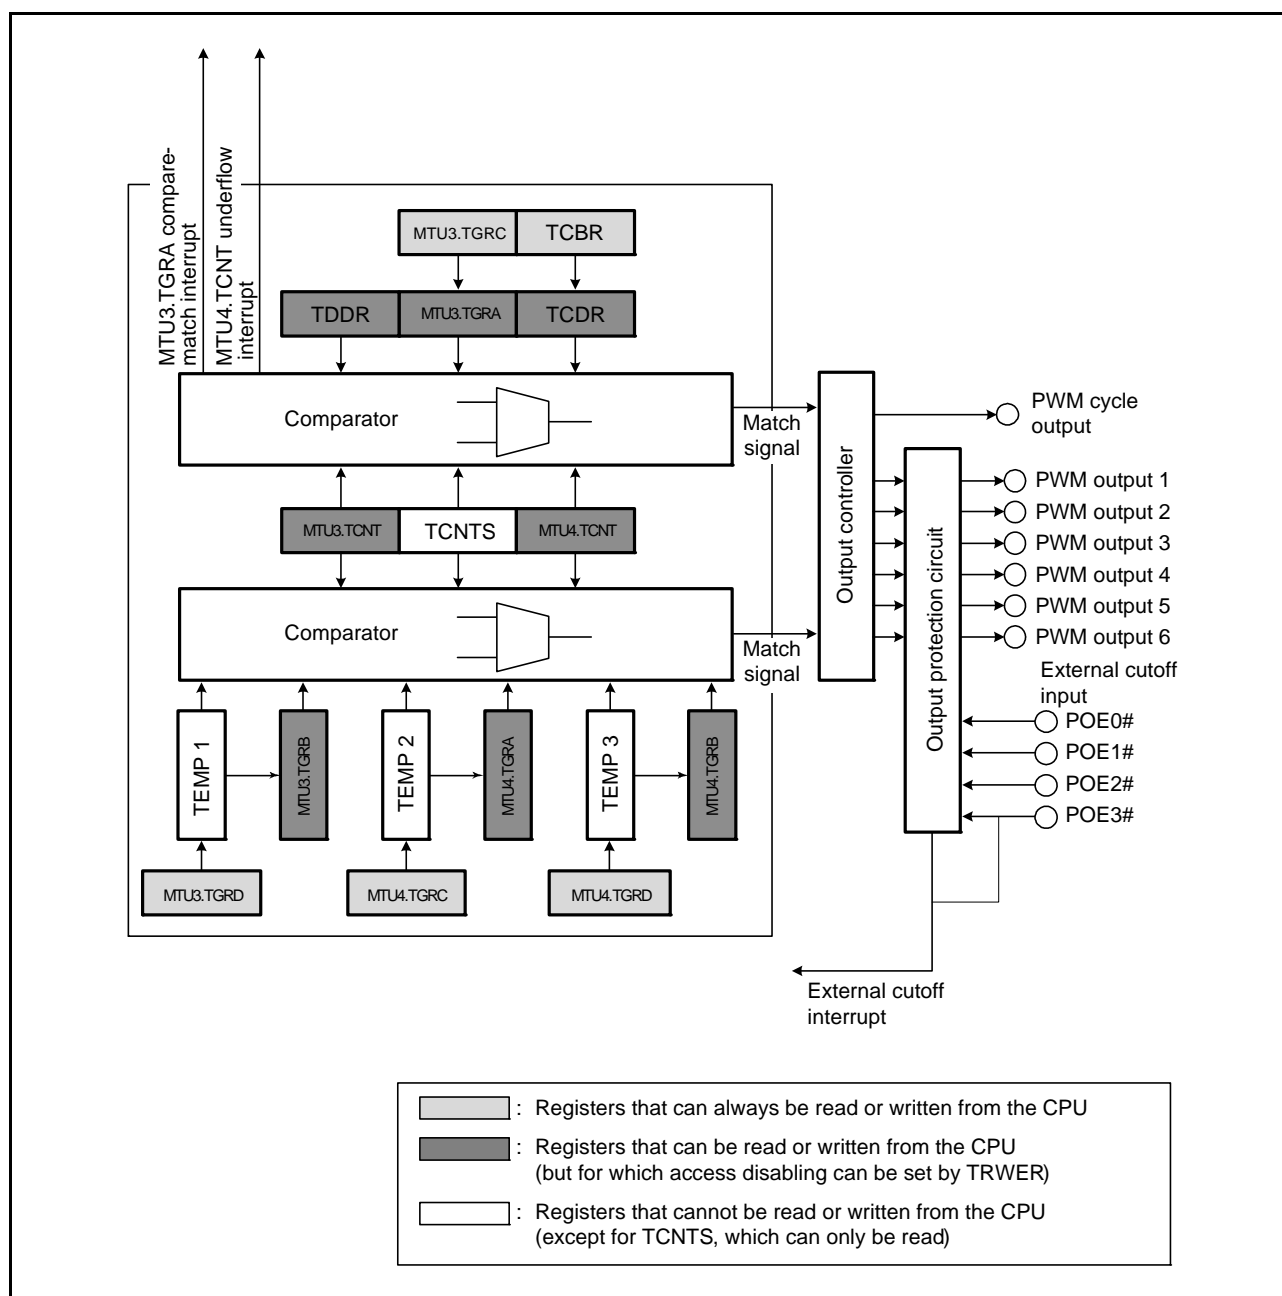 MTU3.TGRA compare-
match interrupt
MTU4.TCNT underflow
interrupt
MTU3.TGRC
TCBR
TDDR
MTU3.TGRA
TCDR
Comparator
Match
signal
PWM cycle
output
MTU3.TCNT
TCNTS
MTU4.TCNT
Comparator
Match
signal
Output controller
Output protection circuit
PWM output 1
PWM output 2
PWM output 3
PWM output 4
PWM output 5
PWM output 6
External cutoff
input
POE0#
POE1#
POE2#
POE3#
TEMP 1
MTU3.TGRB
TEMP 2
MTU4.TGRA
TEMP 3
MTU4.TGRB
MTU3.TGRD
MTU4.TGRC
MTU4.TGRD
External cutoff
interrupt
: Registers that can always be read or written from the CPU
: Registers that can be read or written from the CPU
(but for which access disabling can be set by TRWER)
: Registers that cannot be read or written from the CPU
(except for TCNTS, which can only be read)